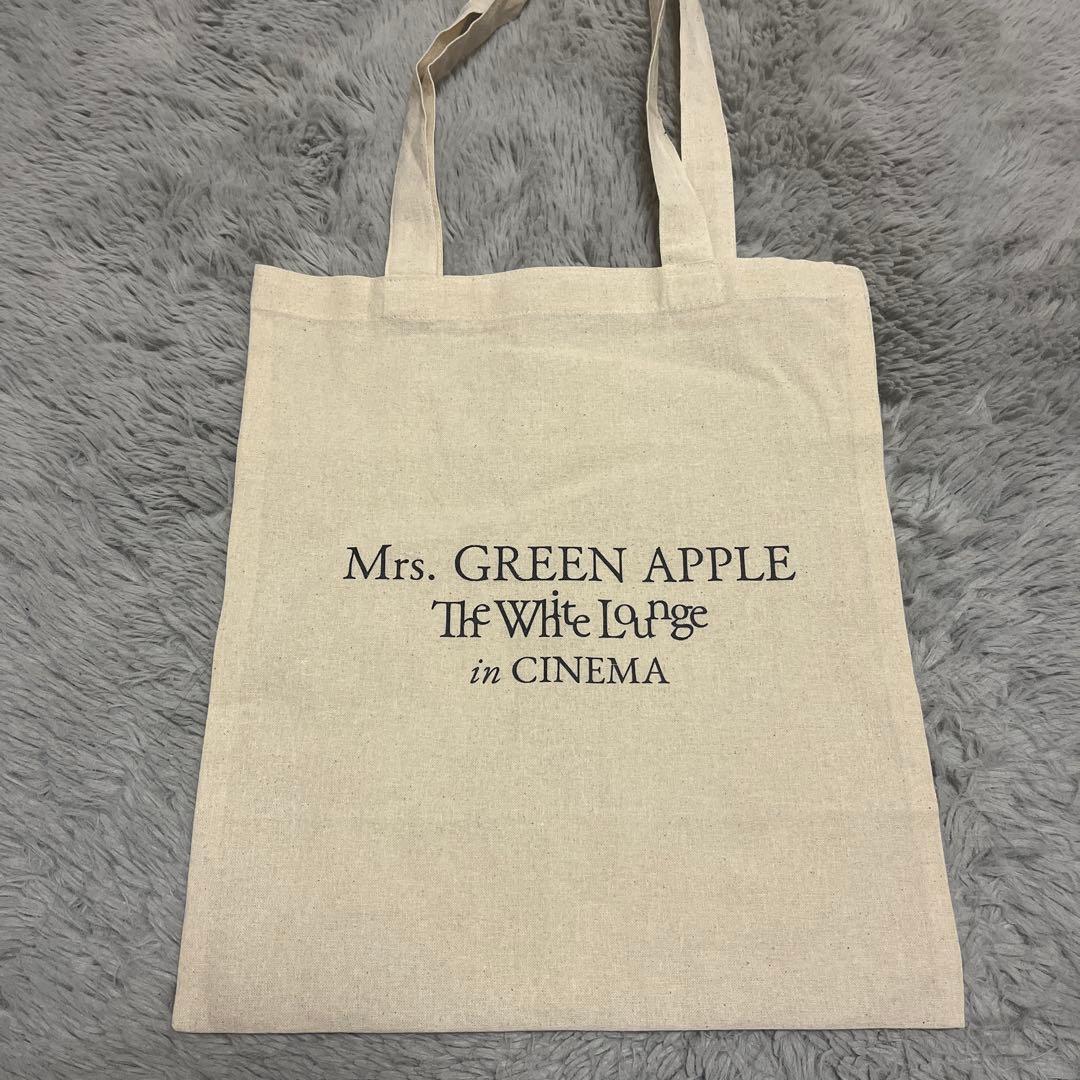 Mrs. GREEN APPLE
The White Lounge
in CINEMA